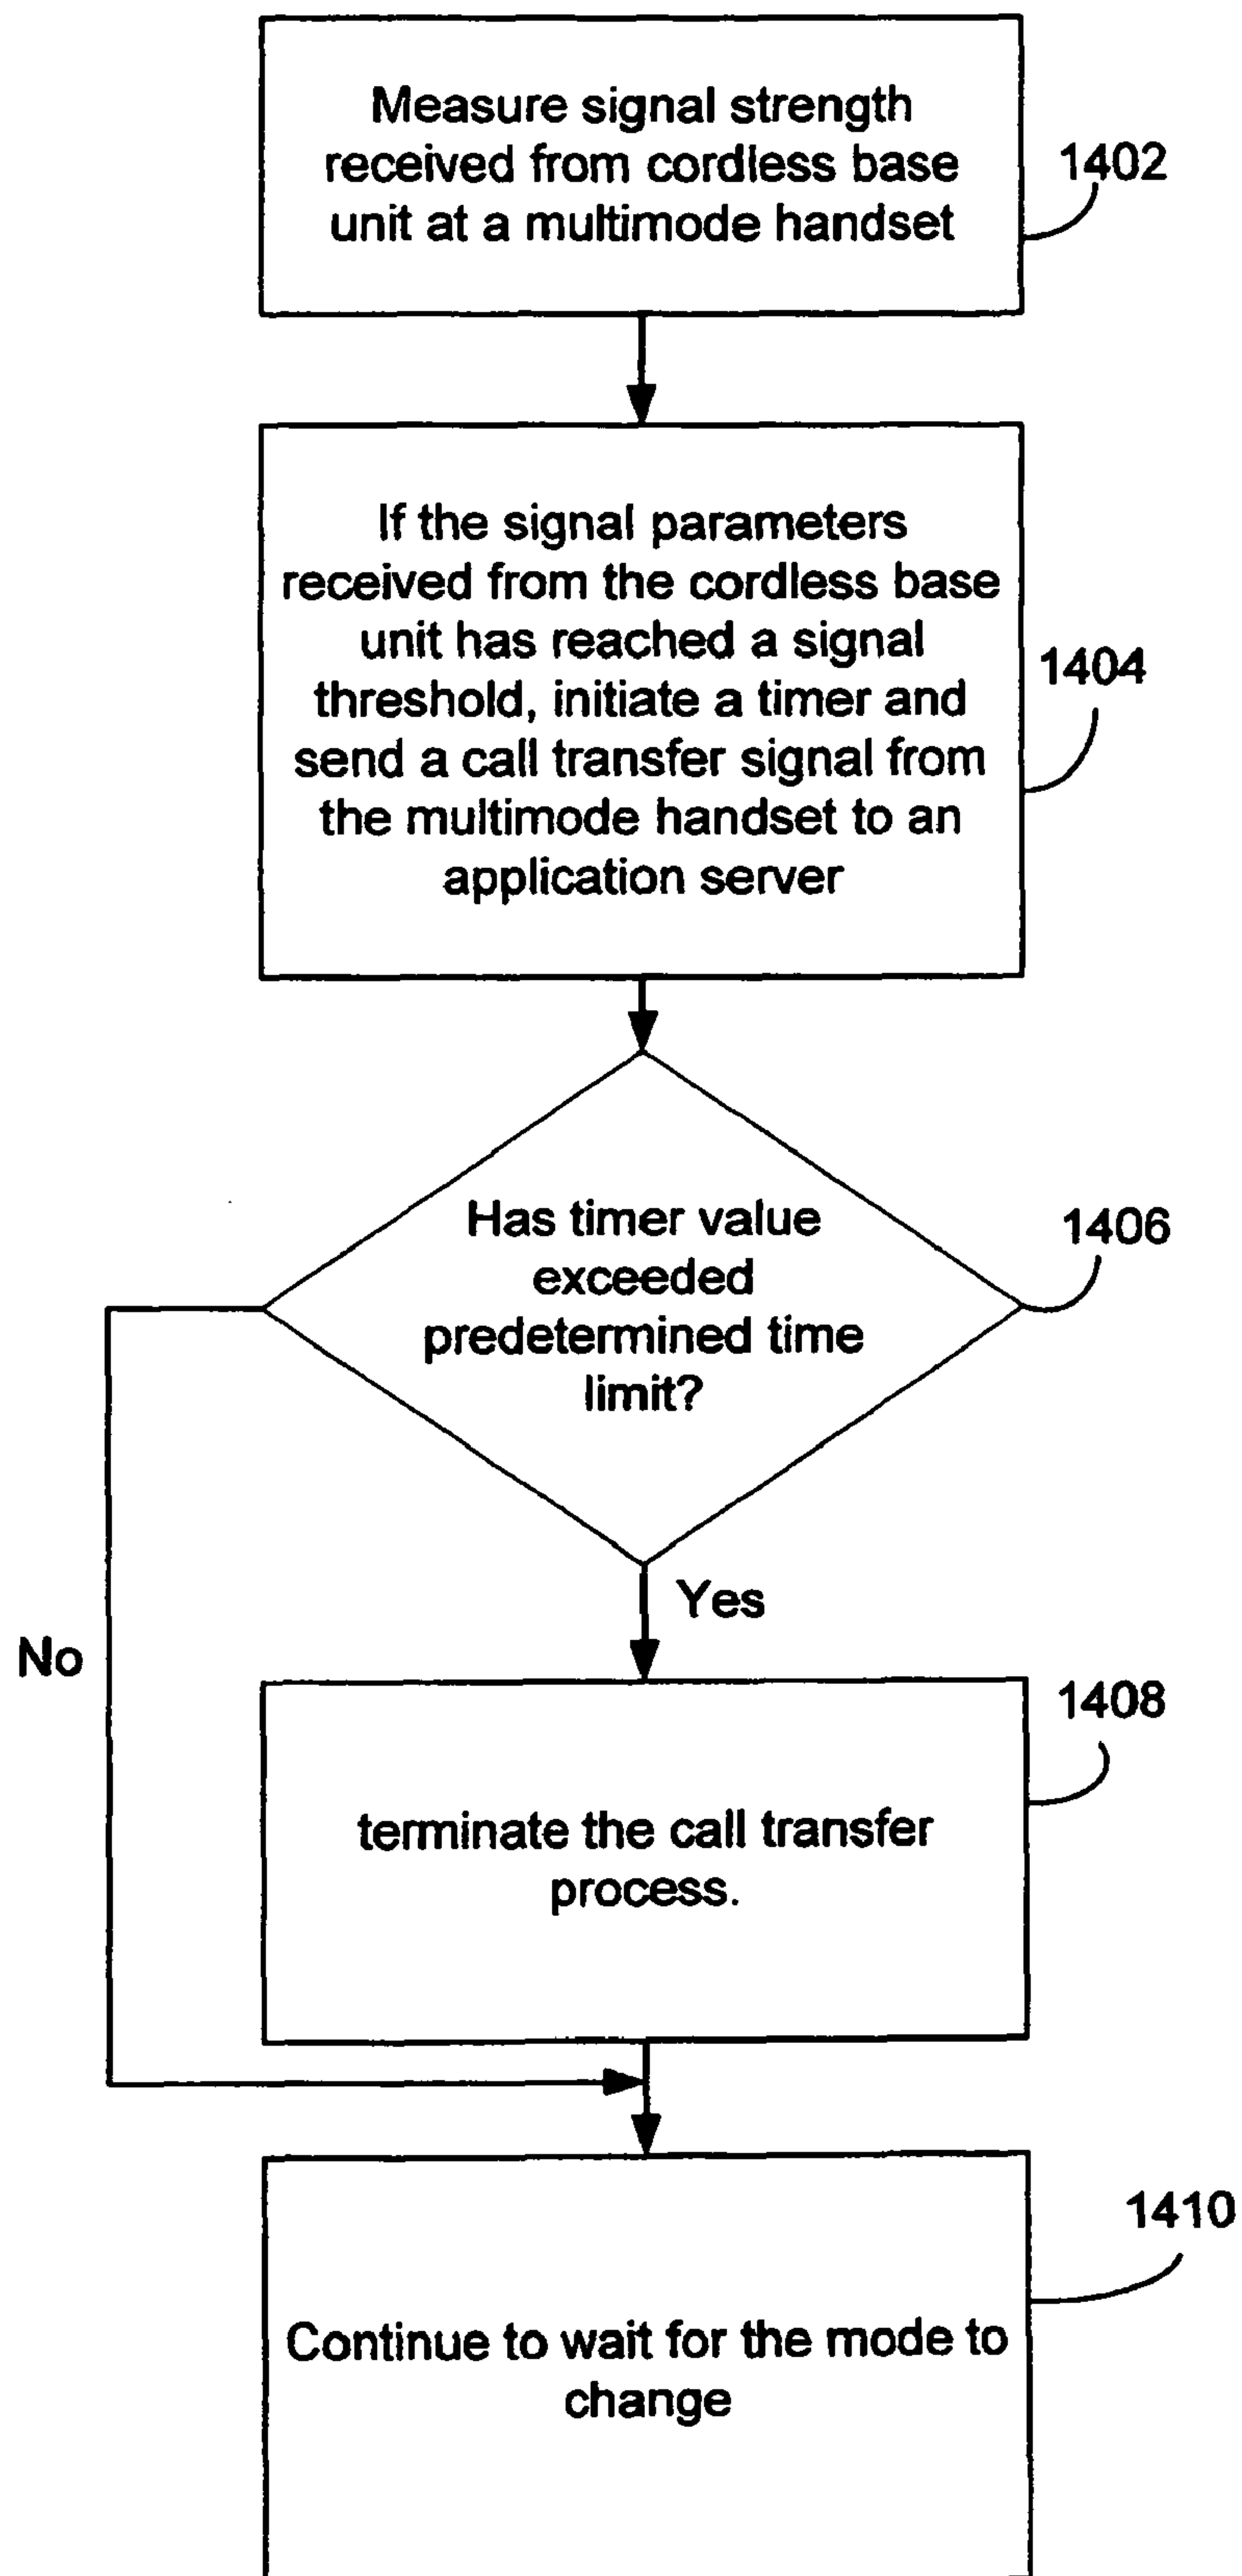 Measure signal strength
received from cordless base
unit at a multimode handset
1402
If the signal parameters
received from the cordless base
unit has reached a signal
threshold, initiate a timer and
send a call transfer signal from
the multimode handset to an
application server
1404
Has timer value
exceeded
predetermined time
limit?
1406
Yes
No
1408
terminate the call transfer
process.
1410
Continue to wait for the mode to
change